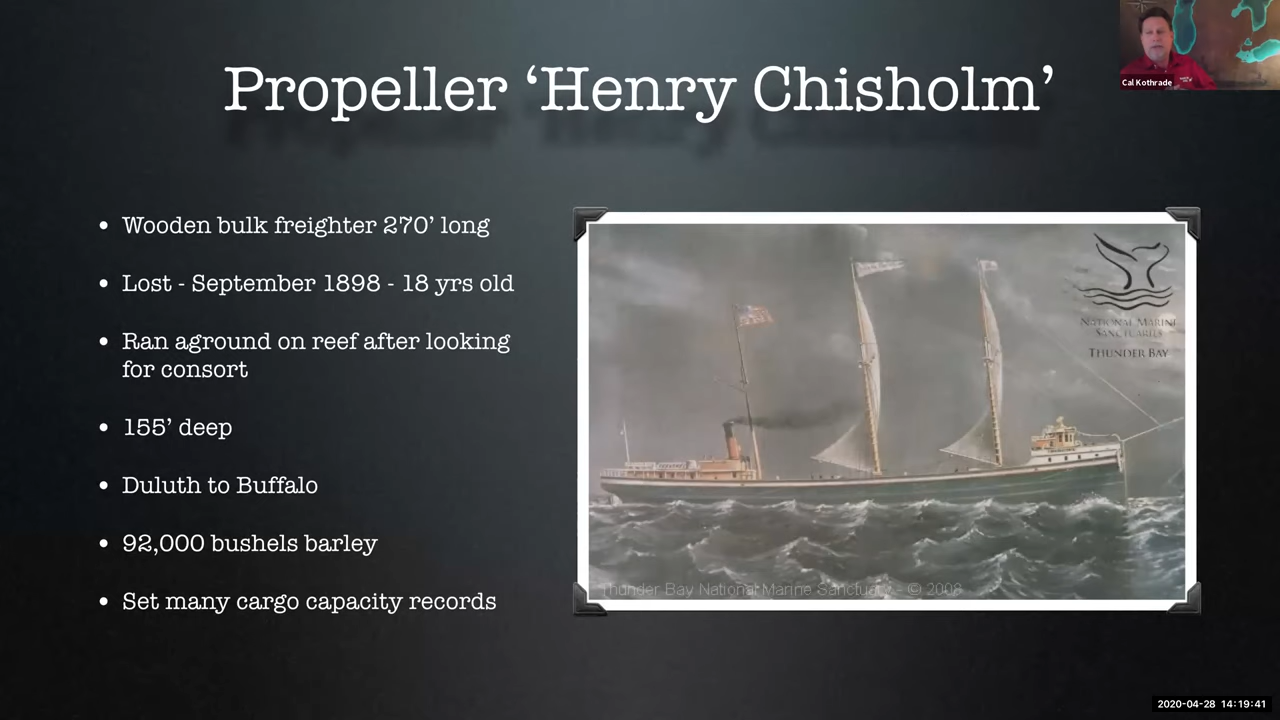 Propeller ‘Henry Chisholm’
Cal Kothrade
• Wooden bulk freighter 270’ long
• Lost - September 1898 - 18 yrs old
• Ran aground on reef after looking
for consort
• 155’ deep
• Duluth to Buffalo
• 92,000 bushels barley
• Set many cargo capacity records
NATIONAL MARINE
SANCTUARIES
THUNDER BAY
Thunder Bay National Marine Sanctuary - © 2008
2020-04-28 14:19:41